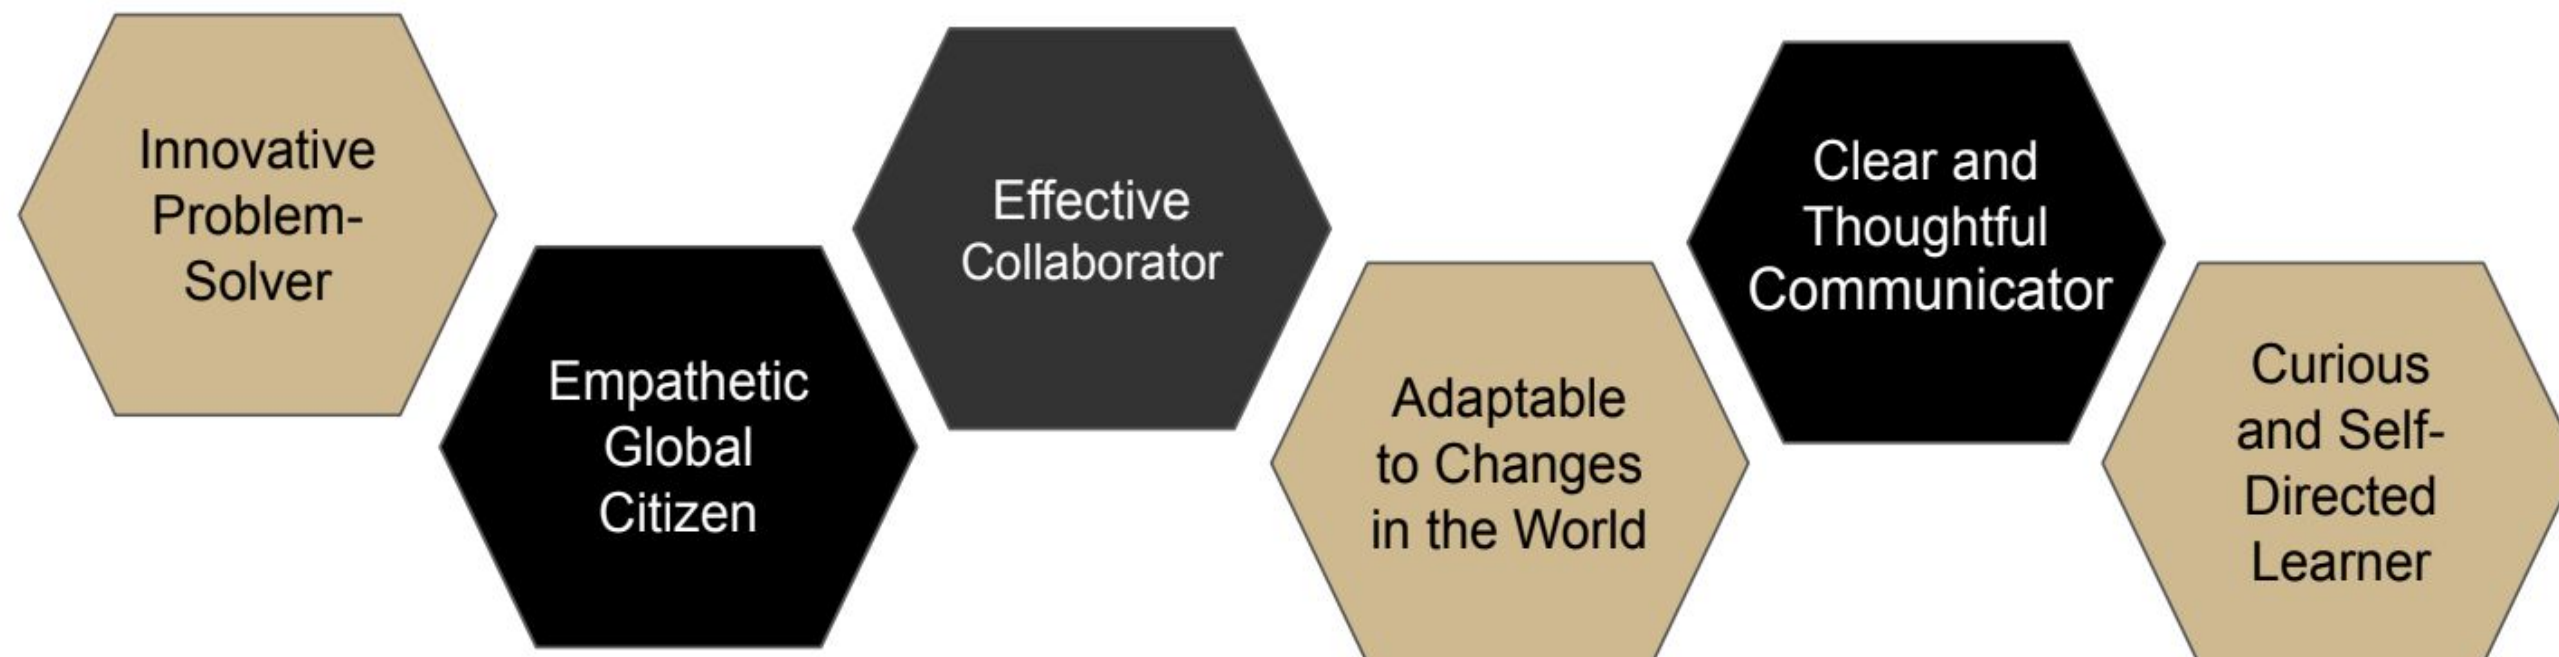 Innovative
Problem-
Solver
Empathetic
Global
Citizen
Effective
Collaborator
Adaptable
to Changes
in the World
Clear and
Thoughtful
Communicator
Curious
and Self-
Directed
Learner